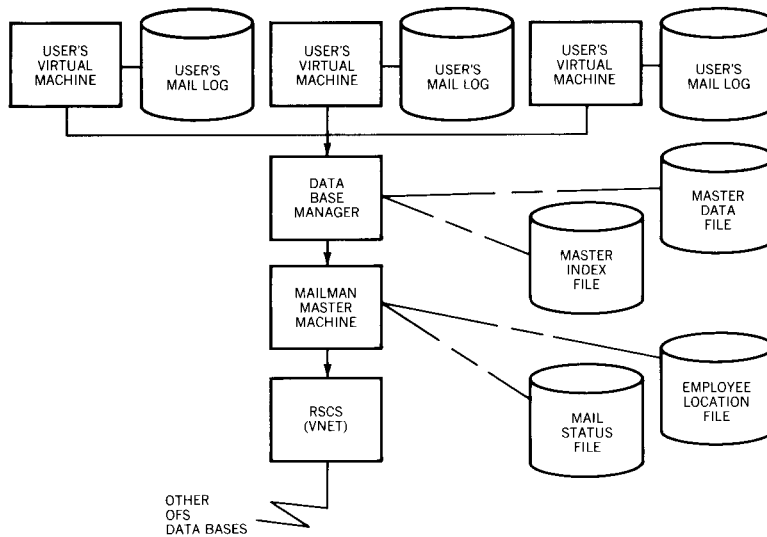 USER'S
VIRTUAL
MACHINE
USER'S
MAIL LOG
USER'S
VIRTUAL
MACHINE
USER'S
MAIL LOG
USER'S
VIRTUAL
MACHINE
USER'S
MAIL LOG
DATA
BASE
MANAGER
MASTER
DATA
FILE
MASTER
INDEX
FILE
MAILMAN
MASTER
MACHINE
EMPLOYEE
LOCATION
FILE
MAIL
STATUS
FILE
RSCS
(VNET)
OTHER
OFS
DATA BASES